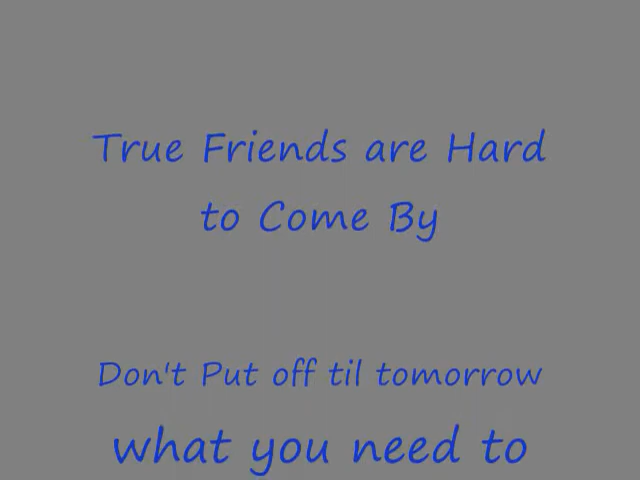 True Friends are Hard
to Come By
Don't Put off til tomorrow
what you need to